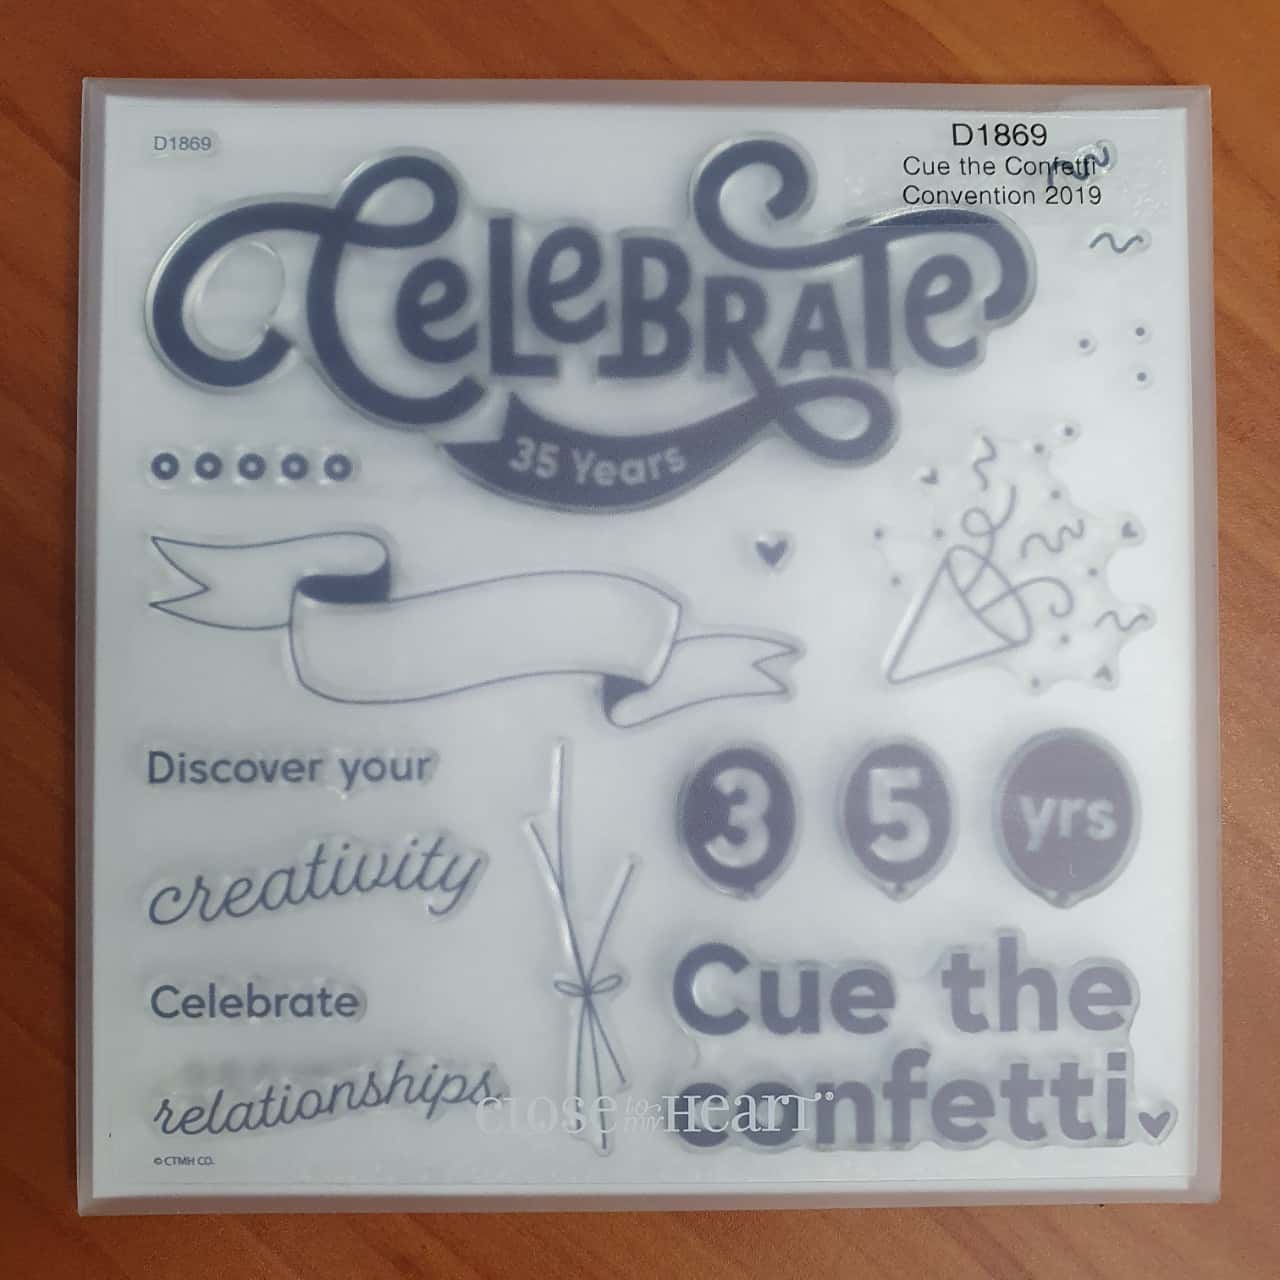 D1869
D1869
Cue the Confetti
Convention 2019
CeLeBRATe
35 Years
Discover your
creativity
Celebrate
relationships
3 5 yrs
Cue the
confetti
CLOSE to my HeaRT®
© CTMH CO.